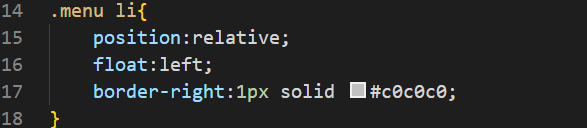 14 .menu li{
15 position:relative;
16 float:left;
17 border-right:1px solid #c0c0c0;
18 }